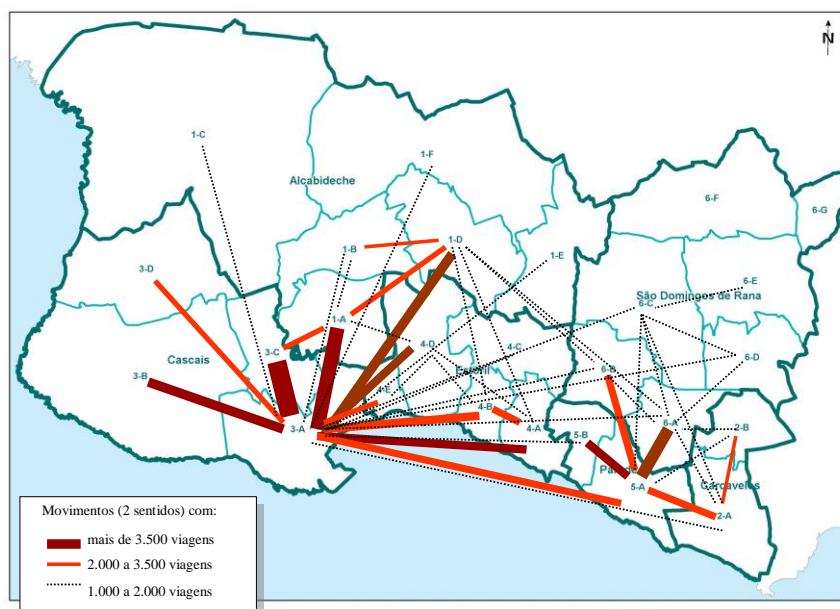 N
1-C
1-F
Alcabideche
6-F
6-G
1-B
1-D
1-E
3-D
6-E
6-C
São Domingos de Rana
1-A
4-D
4-C
3-C
Cascais
6-D
3-B
6-B
4-E
4-B
3-A
4-A
6-A
2-B
5-B
Carcavelos
5-A
2-A
Movimentos (2 sentidos) com:
mais de 3.500 viagens
2.000 a 3.500 viagens
1.000 a 2.000 viagens